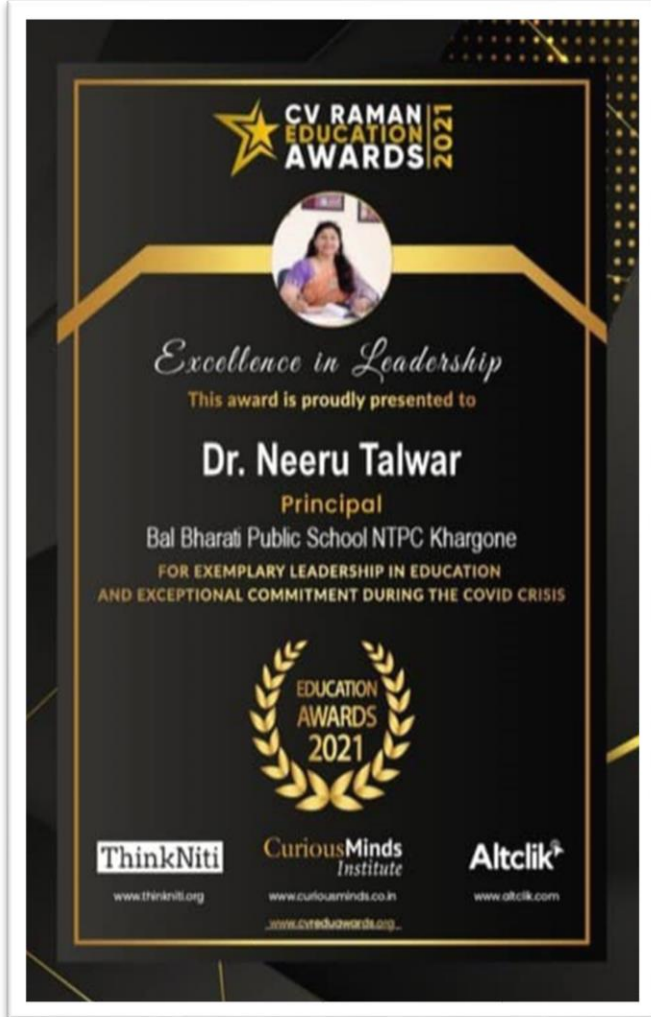 CV RAMAN
EDUCATION
AWARDS
2021
Excellence in Leadership
This award is proudly presented to
Dr. Neeru Talwar
Principal
Bal Bharati Public School NTPC Khargone
FOR EXEMPLARY LEADERSHIP IN EDUCATION
AND EXCEPTIONAL COMMITMENT DURING THE COVID CRISIS
EDUCATION
AWARDS
2021
ThinkNiti
CuriousMinds
Institute
Altclik
www.thinkniti.org
www.curiousminds.co.in
www.altclik.com
www.cvreduawards.org